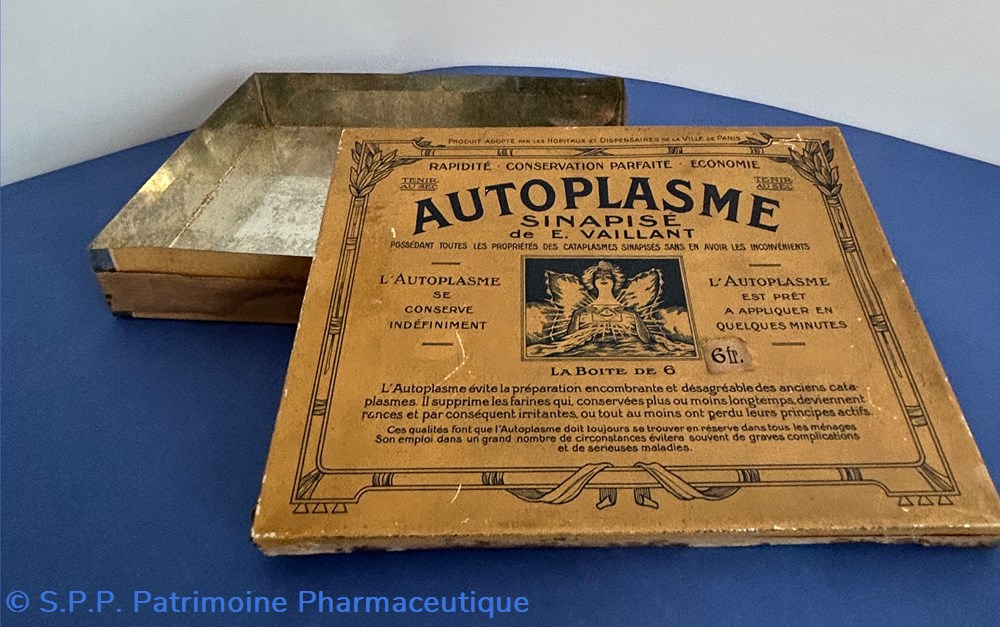 PRODUIT ADOPTÉ PAR LES HOPITAUX ET DISPENSAIRES DE LA VILLE DE PARIS
RAPIDITÉ · CONSERVATION PARFAITE · ECONOMIE
TENIR
AU SEC
TENIR
AU SEC
AUTOPLASME
SINAPISÉ
de E. VAILLANT
POSSÉDANT TOUTES LES PROPRIÉTÉS DES CATAPLASMES SINAPISÉS SANS EN AVOIR LES INCONVÉNIENTS
L'AUTOPLASME
SE
CONSERVE
INDÉFINIMENT
L'AUTOPLASME
EST PRÊT
A APPLIQUER EN
QUELQUES MINUTES
6fr.
LA BOITE DE 6
L'Autoplasme évite la préparation encombrante et désagréable des anciens cata-
plasmes. Il supprime les farines qui, conservées plus ou moins longtemps, deviennent
rances et par conséquent irritantes, ou tout au moins ont perdu leurs principes actifs.
Ces qualités font que l'Autoplasme doit toujours se trouver en réserve dans tous les ménages
Son emploi dans un grand nombre de circonstances évitera souvent de graves complications
et de serieuses maladies.
© S.P.P. Patrimoine Pharmaceutique